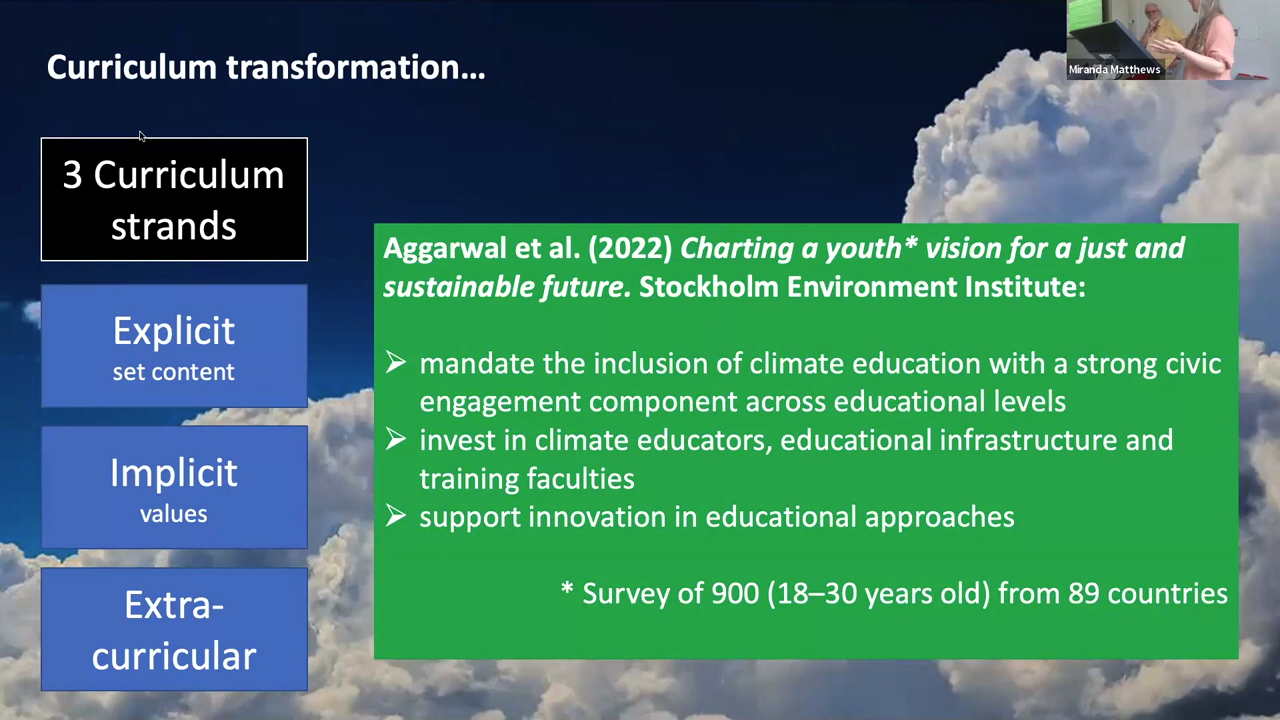 Curriculum transformation…
Miranda Matthews
3 Curriculum
strands
Explicit
set content
Implicit
values
Extra-
curricular
Aggarwal et al. (2022) Charting a youth* vision for a just and
sustainable future. Stockholm Environment Institute:
➢ mandate the inclusion of climate education with a strong civic
engagement component across educational levels
➢ invest in climate educators, educational infrastructure and
training faculties
➢ support innovation in educational approaches
* Survey of 900 (18–30 years old) from 89 countries